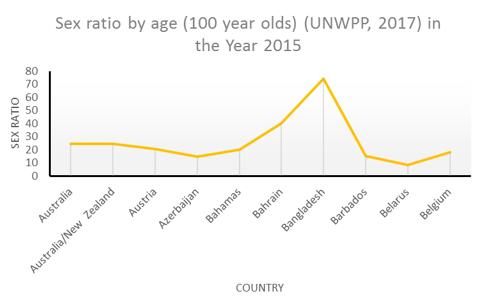 Sex ratio by age (100 year olds) (UNWPP, 2017) in
the Year 2015
SEX RATIO
80
70
60
50
40
30
20
10
0
Australia
Australia/New Zealand
Austria
Azerbaijan
Bahamas
Bahrain
Bangladesh
Barbados
Belarus
Belgium
COUNTRY